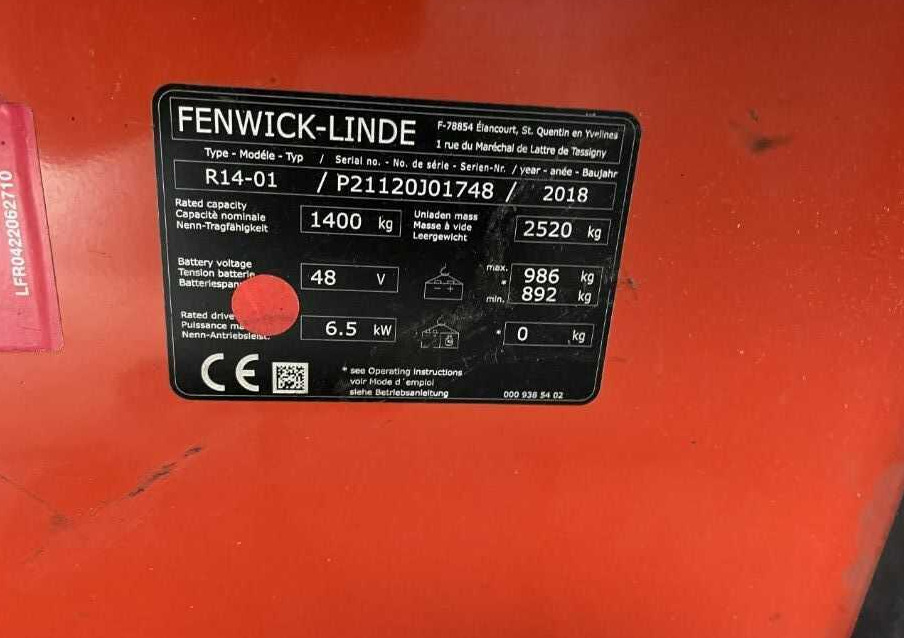 FENWICK-LINDE
F-78854 Élancourt, St. Quentin en Yvelines
1 rue du Maréchal de Lattre de Tassigny
Type - Modéle - Typ / Serial no. - No. de série - Serien-Nr. / year - anée - Baujahr
R14-01 / P21120J01748 / 2018
Rated capacity
Capacité nominale
Nenn-Tragfähigkeit
1400 kg
Unladen mass
Masse à vide
Leergewicht
2520 kg
Battery voltage
Tension batterie
48 V
max. 986 kg
*
min. 892 kg
Rated drive
Puissance
6.5 kW
* 0 kg
CE
* see Operating Instructions
voir Mode d'emploi
siehe Betriebsanleitung
000 938 54 02
LFR0422062710